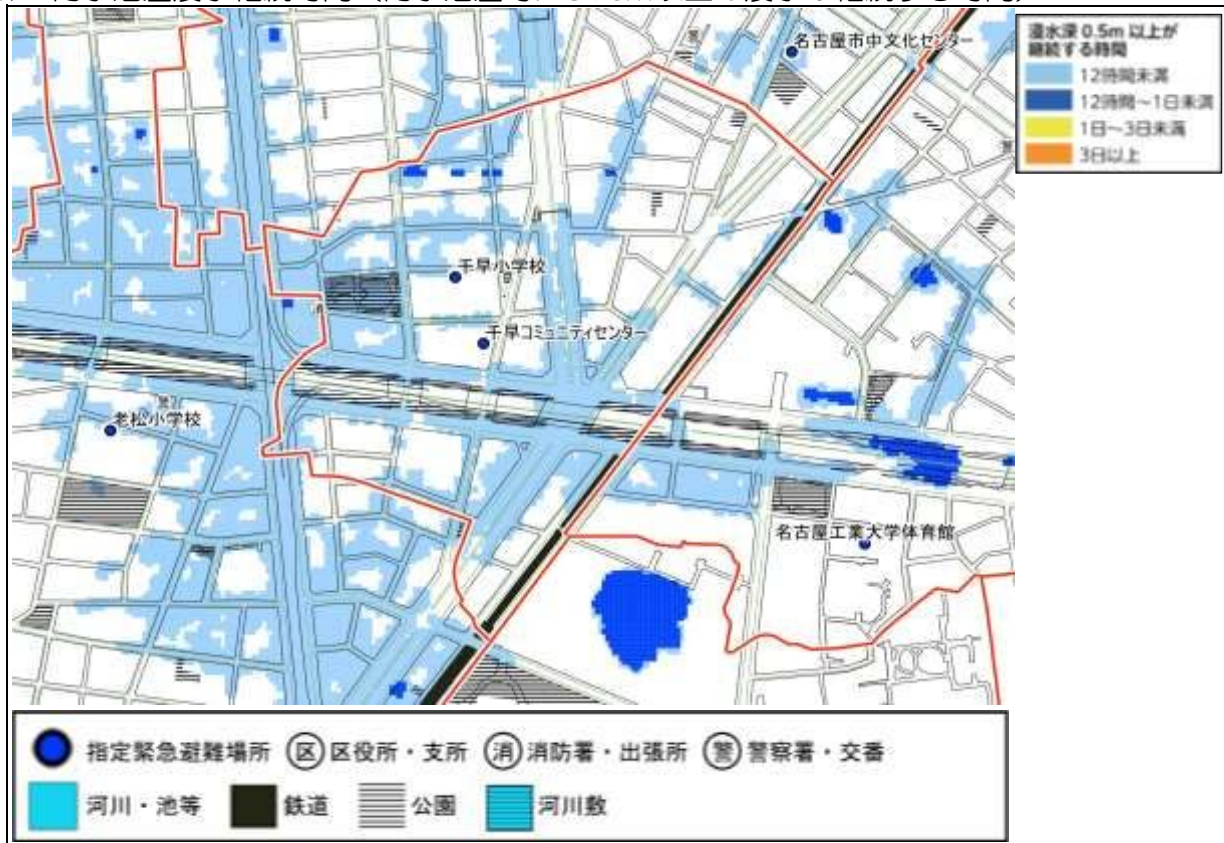 名古屋市中文化センター
浸水深 0.5m 以上が
継続する時間
12時間未満
12時間～1日未満
1日～3日未満
3日以上
千早小学校
千早コミュニティセンター
老松小学校
名古屋工業大学体育館
指定緊急避難場所 区 区役所・支所 消 消防署・出張所 警 警察署・交番
河川・池等 鉄道 公園 河川敷